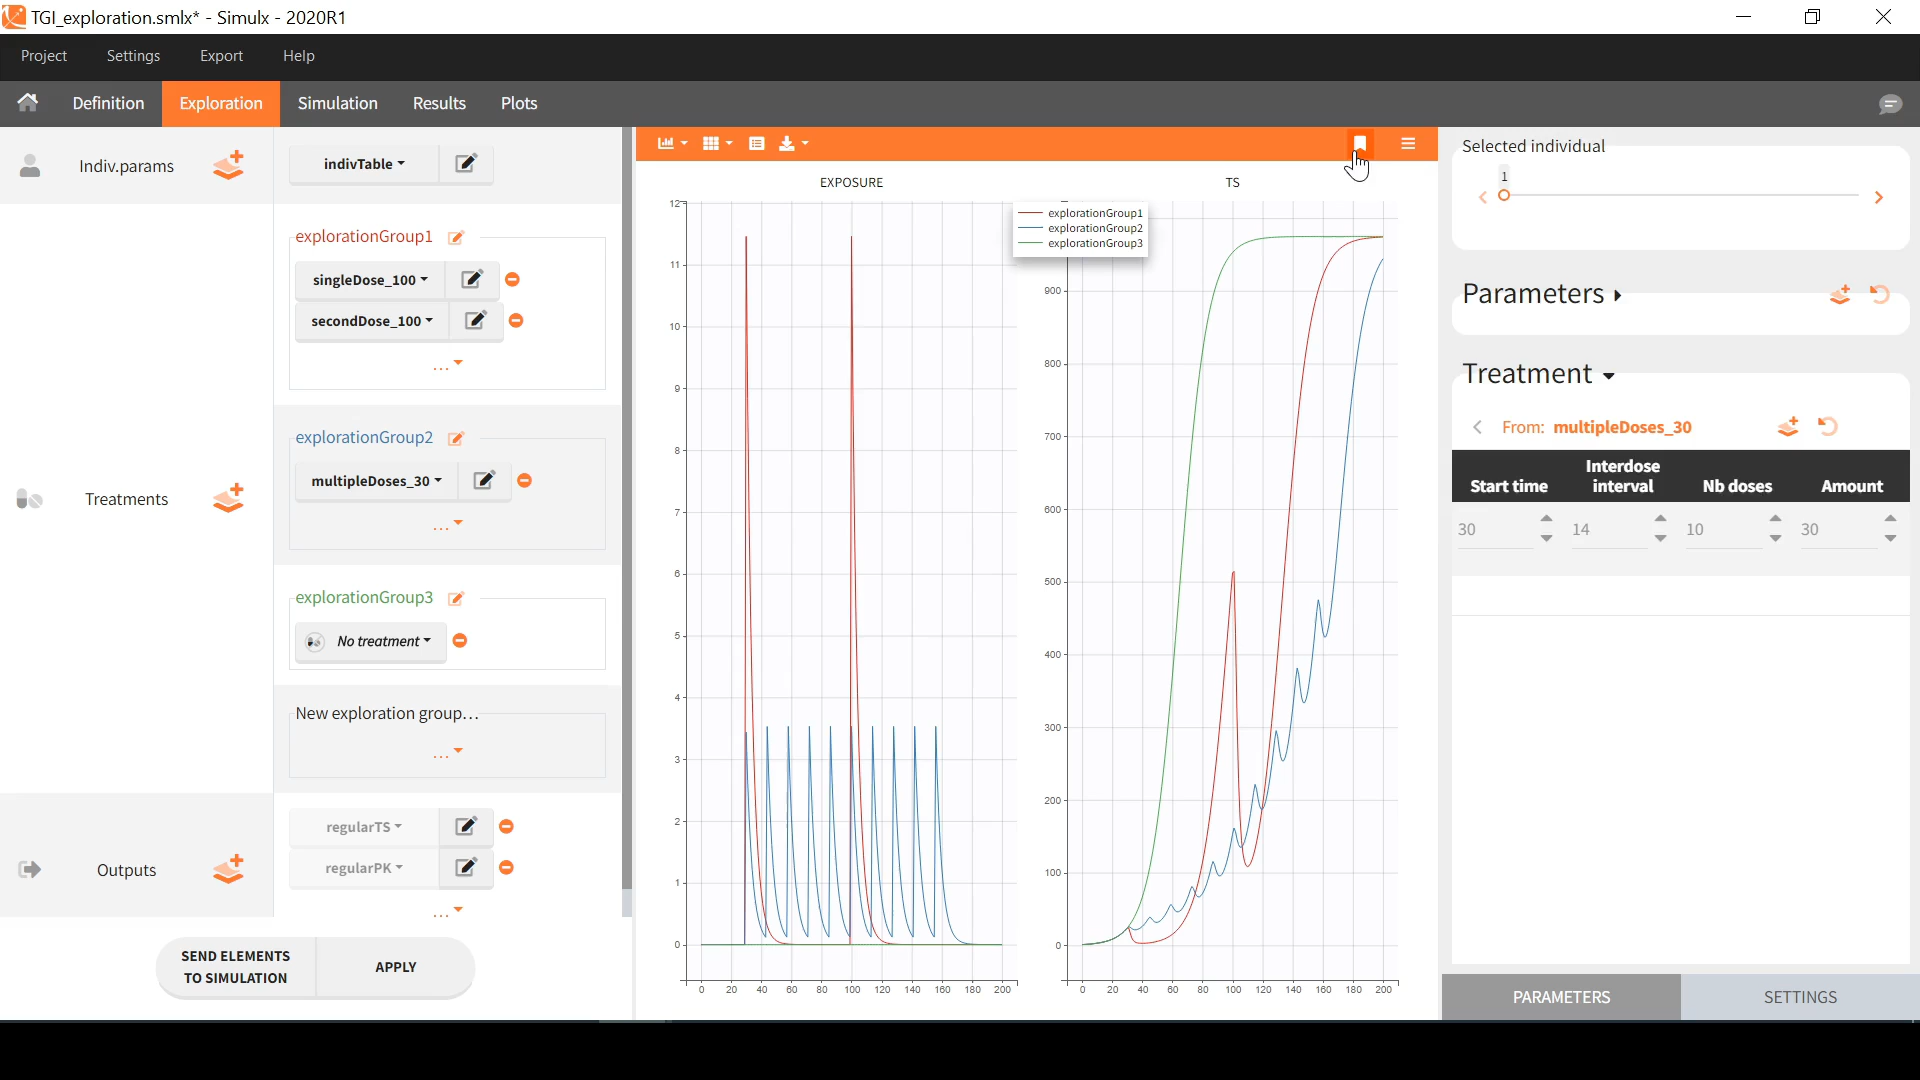 TGI_exploration.smlx* - Simulx - 2020R1
Project Settings Export Help
Definition Exploration Simulation Results Plots
Indiv.params
indivTable
explorationGroup1
singleDose_100
secondDose_100
...
Treatments
explorationGroup2
multipleDoses_30
...
explorationGroup3
No treatment
New exploration group...
...
Outputs
regularTS
regularPK
...
SEND ELEMENTS
TO SIMULATION
APPLY
EXPOSURE
12
11
10
9
8
7
6
5
4
3
2
1
0
0 20 40 60 80 100 120 140 160 180 200
explorationGroup1
explorationGroup2
explorationGroup3
TS
900
800
700
600
500
400
300
200
100
0
0 20 40 60 80 100 120 140 160 180 200
Selected individual
1
Parameters
Treatment
From: multipleDoses_30
Start time Interdose interval Nb doses Amount
30 14 10 30
PARAMETERS SETTINGS